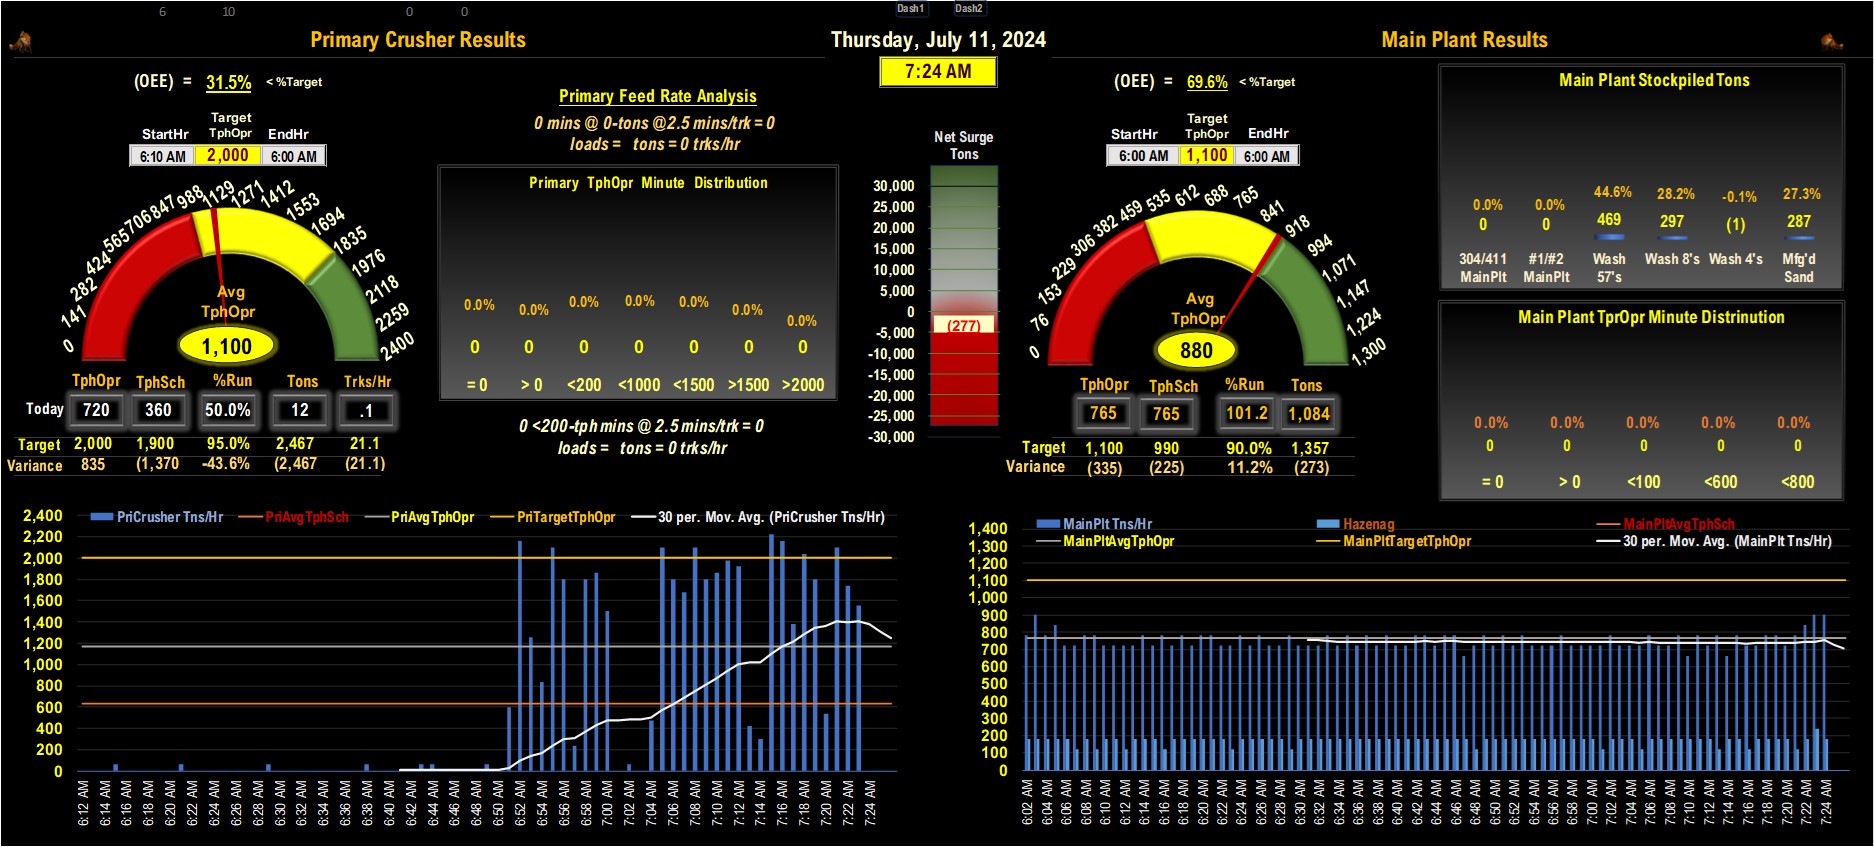 6 10 0 0 Dash1 Dash2
Primary Crusher Results
Thursday, July 11, 2024
7:24 AM
Main Plant Results
(OEE) = 31.5% < %Target
Target
StartHr TphOpr EndHr
6:10 AM 2,000 6:00 AM
0 141 282 424 565 706 847 988 1129 1271 1412 1553 1694 1835 1976 2118 2259 2400
Avg
TphOpr
1,100
TphOpr TphSch %Run Tons Trks/Hr
Today 720 360 50.0% 12 .1
Target 2,000 1,900 95.0% 2,467 21.1
Variance 835 (1,370 -43.6% (2,467 (21.1)
Primary Feed Rate Analysis
0 mins @ 0-tons @2.5 mins/trk = 0
loads = tons = 0 trks/hr
Primary TphOpr Minute Distribution
0.0% 0.0% 0.0% 0.0% 0.0% 0.0% 0.0%
0 0 0 0 0 0 0
= 0 > 0 <200 <1000 <1500 >1500 >2000
0 <200-tph mins @ 2.5 mins/trk = 0
loads = tons = 0 trks/hr
Net Surge
Tons
30,000
25,000
20,000
15,000
10,000
5,000
0
(277)
-5,000
-10,000
-15,000
-20,000
-25,000
-30,000
(OEE) = 69.6% < %Target
Target
StartHr TphOpr EndHr
6:00 AM 1,100 6:00 AM
0 76 153 229 306 382 459 535 612 688 765 841 918 994 1,071 1,147 1,224 1,300
Avg
TphOpr
880
TphOpr TphSch %Run Tons
765 765 101.2 1,084
Target 1,100 990 90.0% 1,357
Variance (335) (225) 11.2% (273)
Main Plant Stockpiled Tons
0.0% 0.0% 44.6% 28.2% -0.1% 27.3%
0 0 469 297 (1) 287
304/411 #1/#2 Wash Wash 8's Wash 4's Mfg'd
MainPlt MainPlt 57's Sand
Main Plant TprOpr Minute Distrinution
0.0% 0.0% 0.0% 0.0% 0.0%
0 0 0 0 0
= 0 > 0 <100 <600 <800
PriCrusher Tns/Hr PriAvgTphSch PriAvgTphOpr PriTargetTphOpr 30 per. Mov. Avg. (PriCrusher Tns/Hr)
2,400
2,200
2,000
1,800
1,600
1,400
1,200
1,000
800
600
400
200
0
6:12 AM 6:14 AM 6:16 AM 6:18 AM 6:20 AM 6:22 AM 6:24 AM 6:26 AM 6:28 AM 6:30 AM 6:32 AM 6:34 AM 6:36 AM 6:38 AM 6:40 AM 6:42 AM 6:44 AM 6:46 AM 6:48 AM 6:50 AM 6:52 AM 6:54 AM 6:56 AM 6:58 AM 7:00 AM 7:02 AM 7:04 AM 7:06 AM 7:08 AM 7:10 AM 7:12 AM 7:14 AM 7:16 AM 7:18 AM 7:20 AM 7:22 AM 7:24 AM
MainPlt Tns/Hr Hazenag MainPltAvgTphSch
MainPltAvgTphOpr MainPltTargetTphOpr 30 per. Mov. Avg. (MainPlt Tns/Hr)
1,400
1,300
1,200
1,100
1,000
900
800
700
600
500
400
300
200
100
0
6:02 AM 6:04 AM 6:06 AM 6:08 AM 6:10 AM 6:12 AM 6:14 AM 6:16 AM 6:18 AM 6:20 AM 6:22 AM 6:24 AM 6:26 AM 6:28 AM 6:30 AM 6:32 AM 6:34 AM 6:36 AM 6:38 AM 6:40 AM 6:42 AM 6:44 AM 6:46 AM 6:48 AM 6:50 AM 6:52 AM 6:54 AM 6:56 AM 6:58 AM 7:00 AM 7:02 AM 7:04 AM 7:06 AM 7:08 AM 7:10 AM 7:12 AM 7:14 AM 7:16 AM 7:18 AM 7:20 AM 7:22 AM 7:24 AM